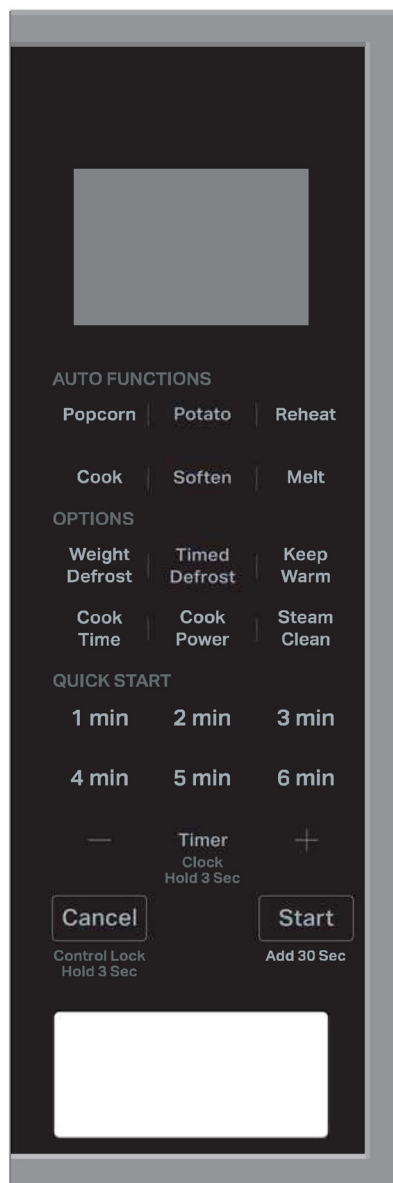 AUTO FUNCTIONS
Popcorn Potato Reheat
Cook Soften Melt
OPTIONS
Weight Defrost Timed Defrost Keep Warm
Cook Time Cook Power Steam Clean
QUICK START
1 min 2 min 3 min
4 min 5 min 6 min
— Timer +
Clock
Hold 3 Sec
Cancel Start
Control Lock
Hold 3 Sec
Add 30 Sec